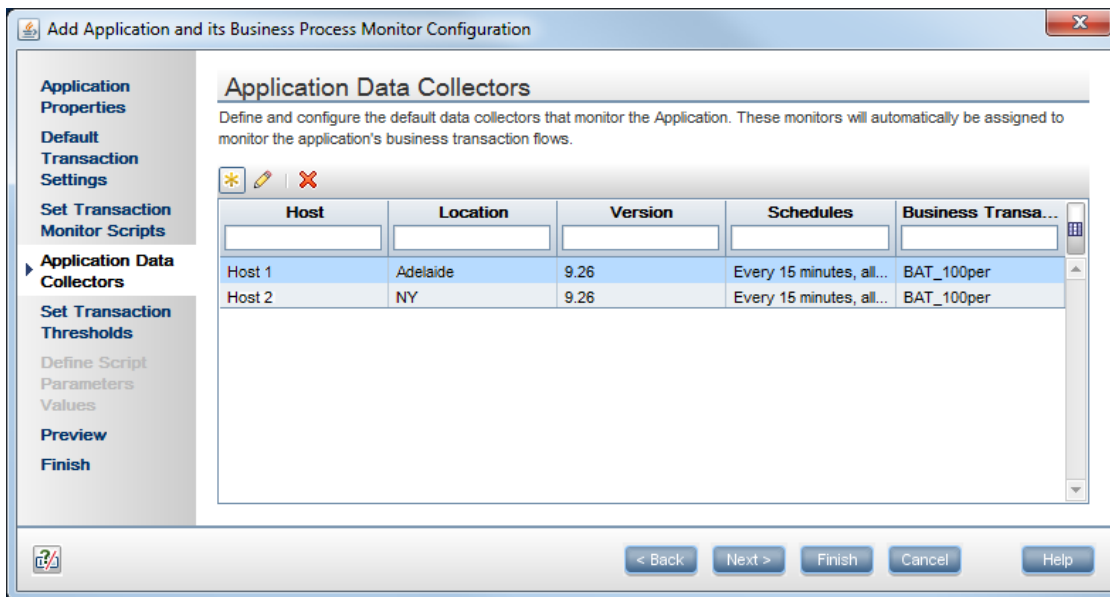 Add Application and its Business Process Monitor Configuration
Application
Properties
Default
Transaction
Settings
Set Transaction
Monitor Scripts
Application Data
Collectors
Set Transaction
Thresholds
Define Script
Parameters
Values
Preview
Finish
Application Data Collectors
Define and configure the default data collectors that monitor the Application. These monitors will automatically be assigned to
monitor the application's business transaction flows.
Host Location Version Schedules Business Transa...
Host 1 Adelaide 9.26 Every 15 minutes, all... BAT_100per
Host 2 NY 9.26 Every 15 minutes, all... BAT_100per
< Back Next > Finish Cancel Help